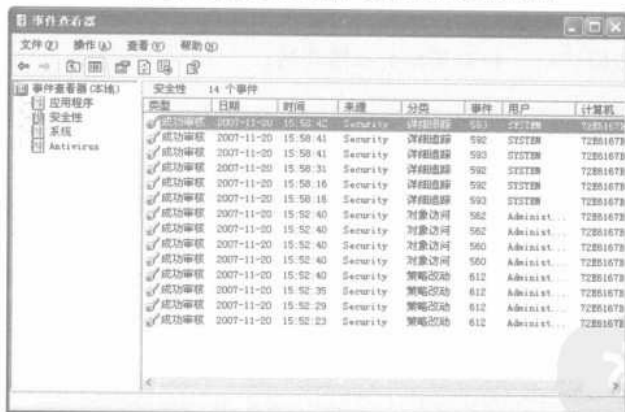 事件查看器
文件(F) 操作(A) 查看(V) 帮助(H)
事件查看器(本地)
应用程序
安全性
系统
Antivirus
安全性 14 个事件
类型 日期 时间 来源 分类 事件 用户 计算机
成功审核 2007-11-20 15:58:42 Security 详细追踪 593 SYSTEM 72B6167B
成功审核 2007-11-20 15:58:41 Security 详细追踪 592 SYSTEM 72B6167B
成功审核 2007-11-20 15:58:41 Security 详细追踪 593 SYSTEM 72B6167B
成功审核 2007-11-20 15:58:31 Security 详细追踪 592 SYSTEM 72B6167B
成功审核 2007-11-20 15:58:16 Security 详细追踪 592 SYSTEM 72B6167B
成功审核 2007-11-20 15:58:16 Security 详细追踪 593 SYSTEM 72B6167B
成功审核 2007-11-20 15:52:40 Security 对象访问 562 Administ... 72B6167B
成功审核 2007-11-20 15:52:40 Security 对象访问 562 Administ... 72B6167B
成功审核 2007-11-20 15:52:40 Security 对象访问 560 Administ... 72B6167B
成功审核 2007-11-20 15:52:40 Security 对象访问 560 Administ... 72B6167B
成功审核 2007-11-20 15:52:40 Security 策略改动 612 Administ... 72B6167B
成功审核 2007-11-20 15:52:35 Security 策略改动 612 Administ... 72B6167B
成功审核 2007-11-20 15:52:29 Security 策略改动 612 Administ... 72B6167B
成功审核 2007-11-20 15:52:23 Security 策略改动 612 Administ... 72B6167B